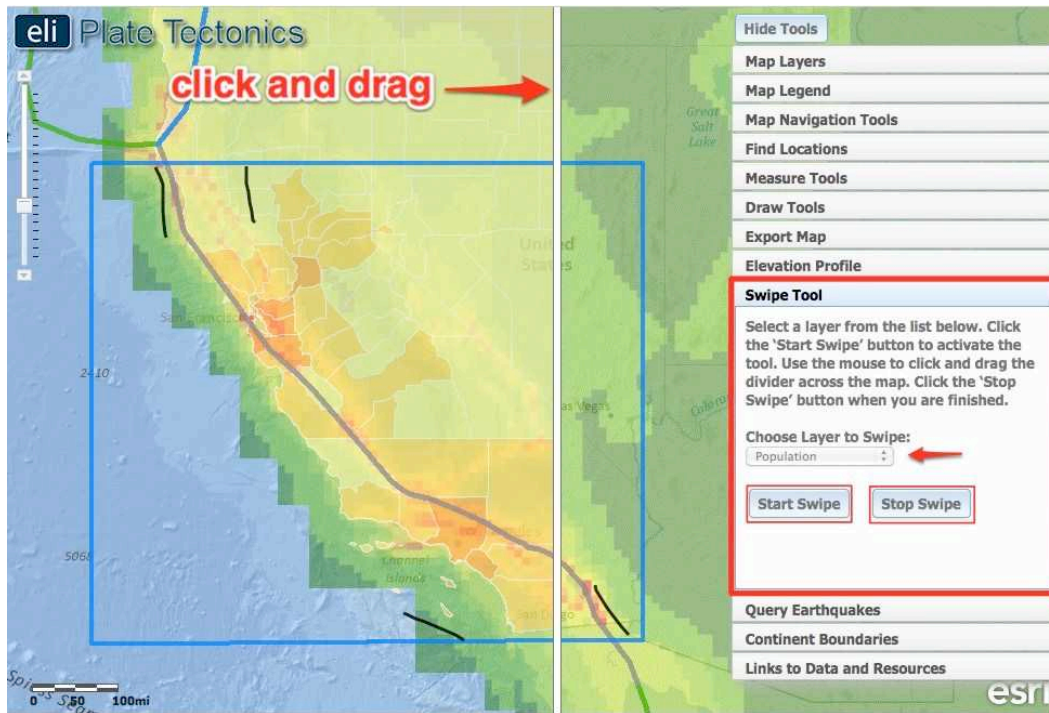 eli Plate Tectonics
click and drag
Hide Tools
Map Layers
Map Legend
Map Navigation Tools
Find Locations
Measure Tools
Draw Tools
Export Map
Elevation Profile
Swipe Tool
Select a layer from the list below. Click
the ‘Start Swipe’ button to activate the
tool. Use the mouse to click and drag the
divider across the map. Click the ‘Stop
Swipe’ button when you are finished.
Choose Layer to Swipe:
Population
Start Swipe
Stop Swipe
Query Earthquakes
Continent Boundaries
Links to Data and Resources
Great
Salt
Lake
United
States
San Francisco
as Vegas
Channel
Islands
San Diego
0 50 100mi
esri